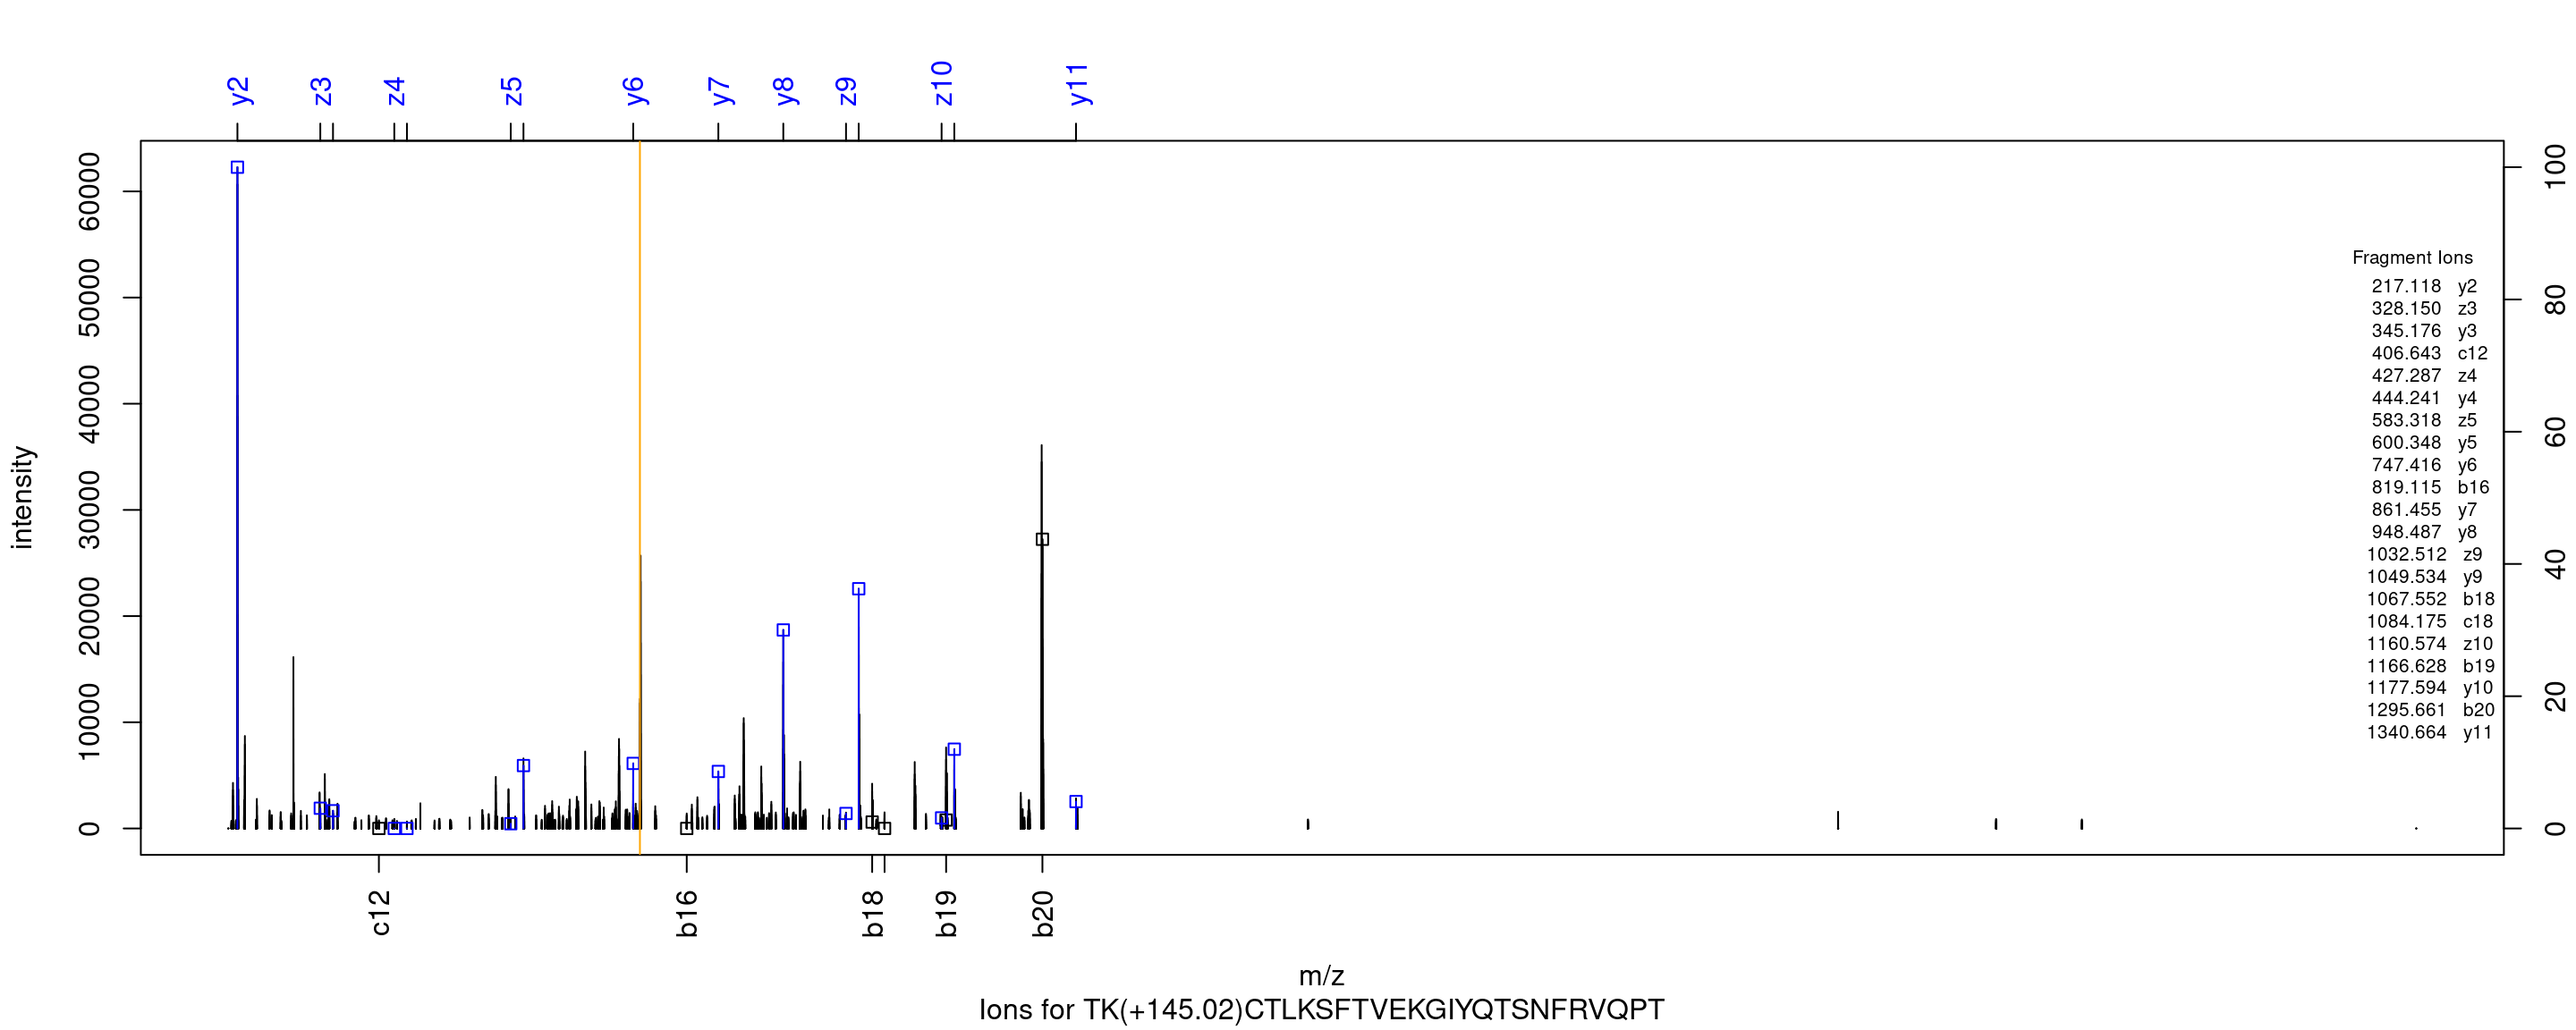 y2 z3 z4 z5 y6 y7 y8 z9 z10 y11
60000 50000 40000 30000 20000 10000 0
intensity
100 80 60 40 20 0
Fragment Ions
217.118 y2
328.150 z3
345.176 y3
406.643 c12
427.287 z4
444.241 y4
583.318 z5
600.348 y5
747.416 y6
819.115 b16
861.455 y7
948.487 y8
1032.512 z9
1049.534 y9
1067.552 b18
1084.175 c18
1160.574 z10
1166.628 b19
1177.594 y10
1295.661 b20
1340.664 y11
c12 b16 b18 b19 b20
m/z
Ions for TK(+145.02)CTLKSFTVEKGIYQTSNFRVQPT